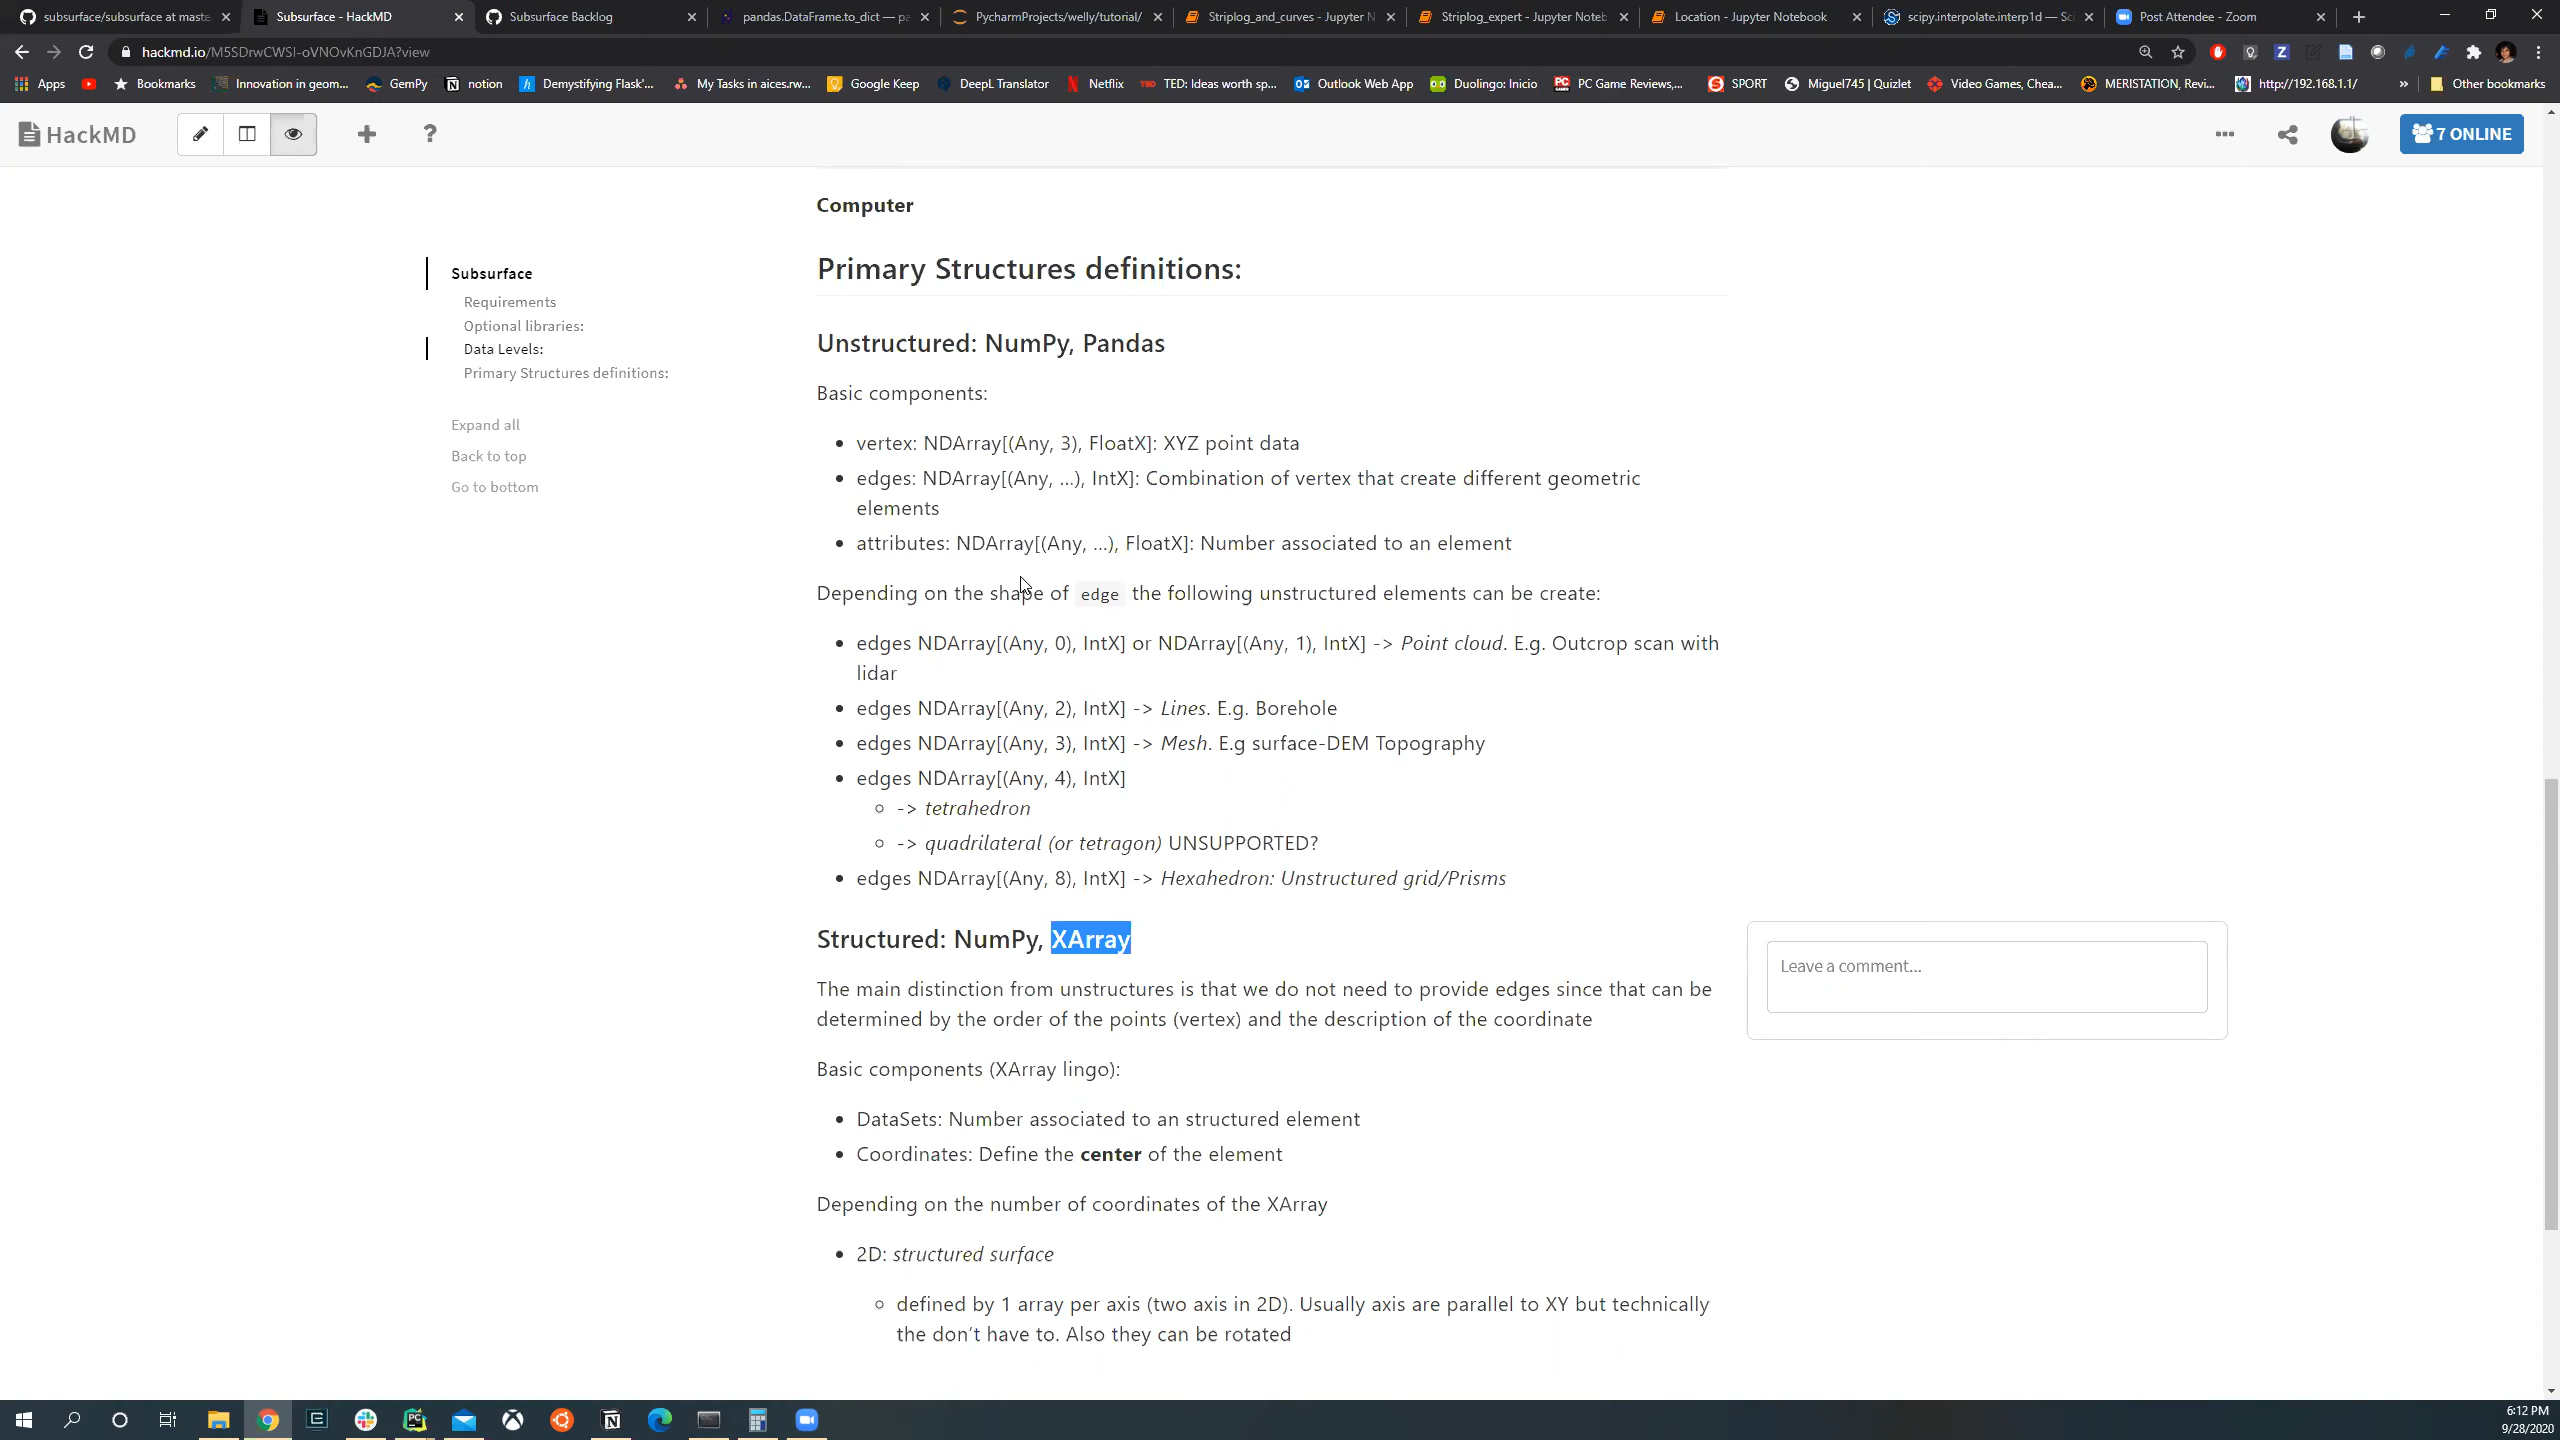 subsurface/subsurface at maste
Subsurface - HackMD
Subsurface Backlog
pandas.DataFrame.to_dict — pa
PycharmProjects/welly/tutorial/
Striplog_and_curves - Jupyter N
Striplog_expert - Jupyter Noteb
Location - Jupyter Notebook
scipy.interpolate.interp1d — Sci
Post Attendee - Zoom
hackmd.io/M5SDrwCWSI-oVNOvKnGDJA?view
Apps
Bookmarks
Innovation in geom...
GemPy
notion
Demystifying Flask'...
My Tasks in aices.rw...
Google Keep
DeepL Translator
Netflix
TED: Ideas worth sp...
Outlook Web App
Duolingo: Inicio
PC Game Reviews,...
SPORT
Miguel745 | Quizlet
Video Games, Chea...
MERISTATION, Revi...
http://192.168.1.1/
»
Other bookmarks
HackMD
7 ONLINE
Computer
Subsurface
Requirements
Optional libraries:
Data Levels:
Primary Structures definitions:
Expand all
Back to top
Go to bottom
Primary Structures definitions:
Unstructured: NumPy, Pandas
Basic components:
• vertex: NDArray[(Any, 3), FloatX]: XYZ point data
• edges: NDArray[(Any, ...), IntX]: Combination of vertex that create different geometric
elements
• attributes: NDArray[(Any, ...), FloatX]: Number associated to an element
Depending on the shape of edge the following unstructured elements can be create:
• edges NDArray[(Any, 0), IntX] or NDArray[(Any, 1), IntX] -> Point cloud. E.g. Outcrop scan with
lidar
• edges NDArray[(Any, 2), IntX] -> Lines. E.g. Borehole
• edges NDArray[(Any, 3), IntX] -> Mesh. E.g surface-DEM Topography
• edges NDArray[(Any, 4), IntX]
◦ -> tetrahedron
◦ -> quadrilateral (or tetragon) UNSUPPORTED?
• edges NDArray[(Any, 8), IntX] -> Hexahedron: Unstructured grid/Prisms
Structured: NumPy, XArray
Leave a comment...
The main distinction from unstructures is that we do not need to provide edges since that can be
determined by the order of the points (vertex) and the description of the coordinate
Basic components (XArray lingo):
• DataSets: Number associated to an structured element
• Coordinates: Define the center of the element
Depending on the number of coordinates of the XArray
• 2D: structured surface
◦ defined by 1 array per axis (two axis in 2D). Usually axis are parallel to XY but technically
the don't have to. Also they can be rotated
6:12 PM
9/28/2020